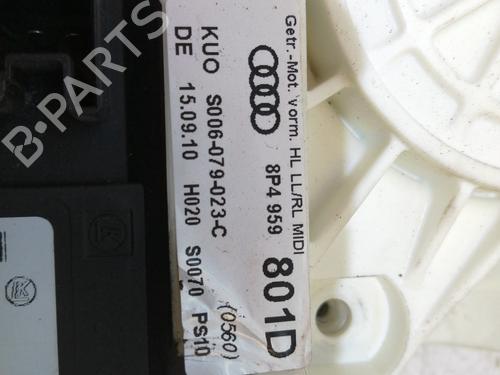 Getr.-Mot. vorm. HL LL/RL MIDI
8P4 959 801D
KUO S006-079-023-C (0560)
DE 15.09.10 H020 S0070 PS10
B-PARTS